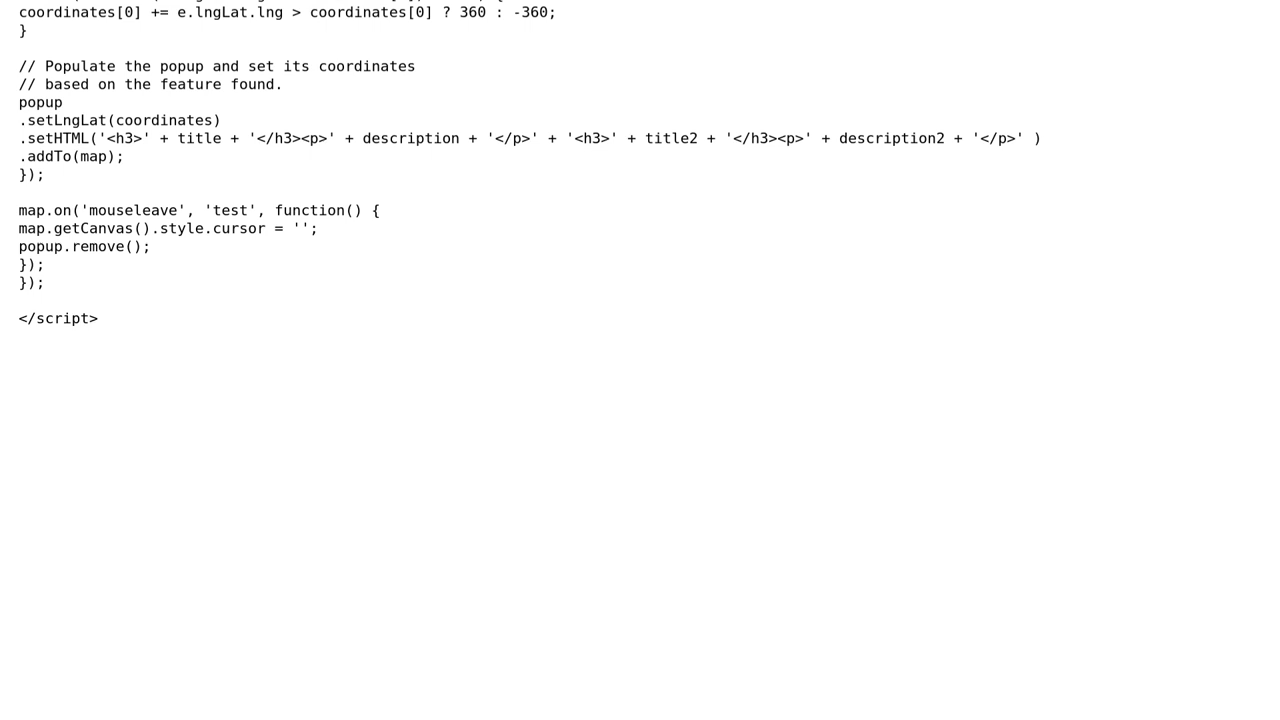 coordinates[0] += e.lngLat.lng > coordinates[0] ? 360 : -360;
}
// Populate the popup and set its coordinates
// based on the feature found.
popup
.setLngLat(coordinates)
.setHTML('<h3>' + title + '</h3><p>' + description + '</p>' + '<h3>' + title2 + '</h3><p>' + description2 + '</p>' )
.addTo(map);
});
map.on('mouseleave', 'test', function() {
map.getCanvas().style.cursor = '';
popup.remove();
});
});
</script>